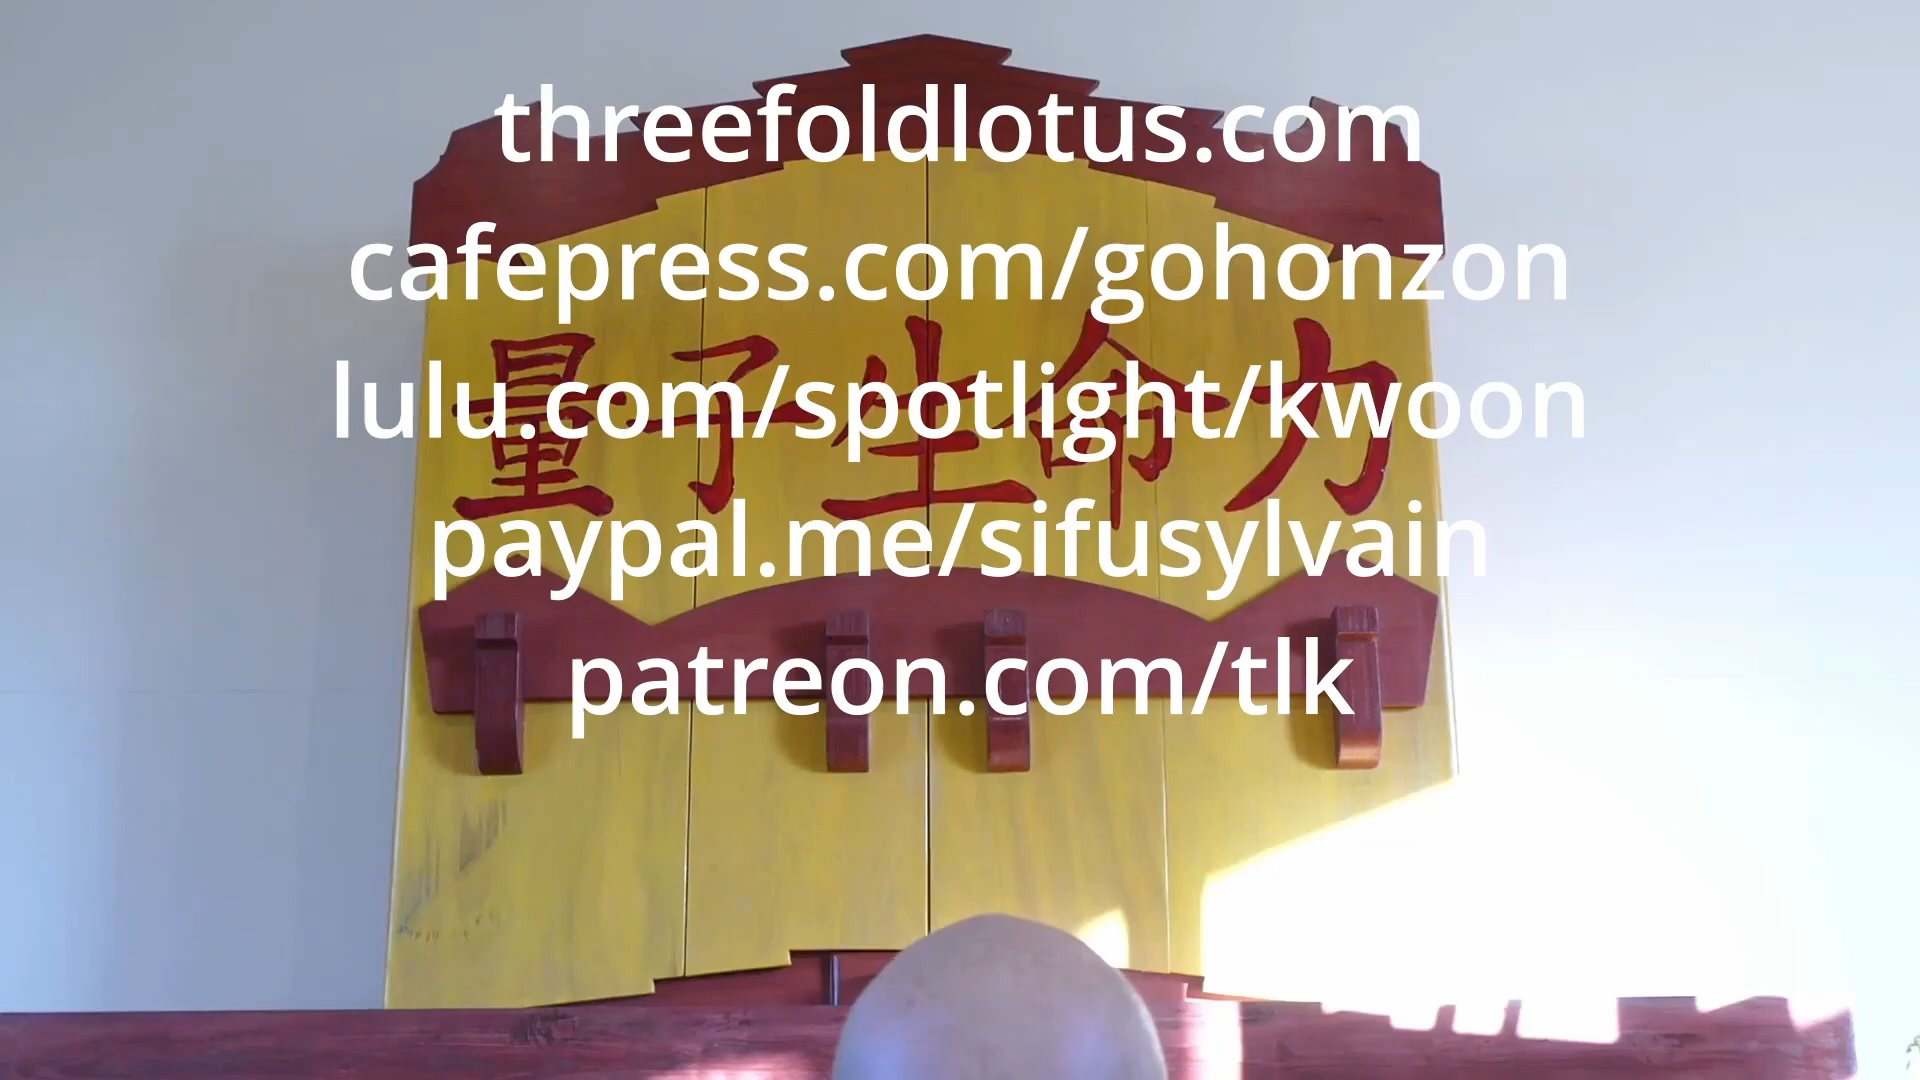 threefoldlotus.com
cafepress.com/gohonzon
量子生命力
lulu.com/spotlight/kwoon
paypal.me/sifusylvain
patreon.com/tlk